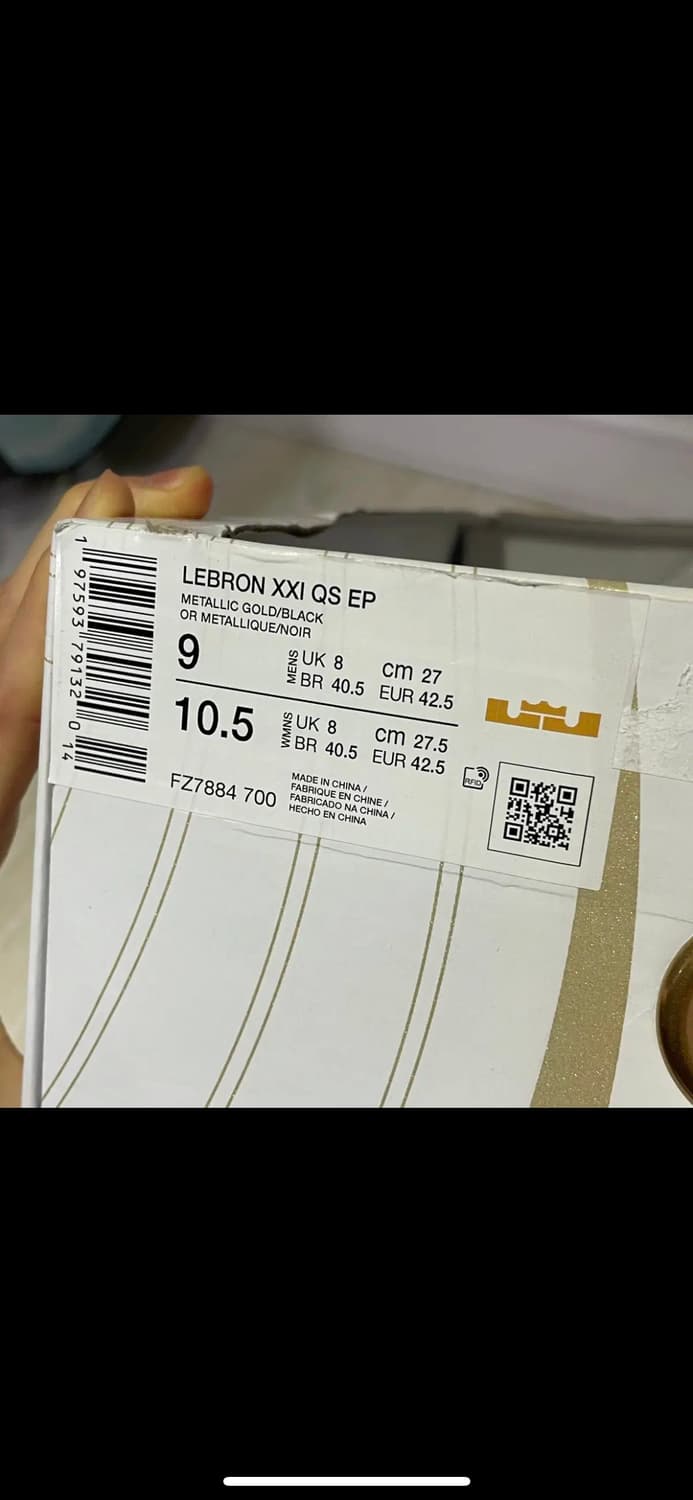 LEBRON XXI QS EP
METALLIC GOLD/BLACK
OR METALLIQUE/NOIR
9 MENS UK 8 cm 27
BR 40.5 EUR 42.5
10.5 WMNS UK 8 cm 27.5
BR 40.5 EUR 42.5
RFID
FZ7884 700
MADE IN CHINA /
FABRIQUE EN CHINE /
FABRICADO NA CHINA /
HECHO EN CHINA
1 97593 79132 0 14